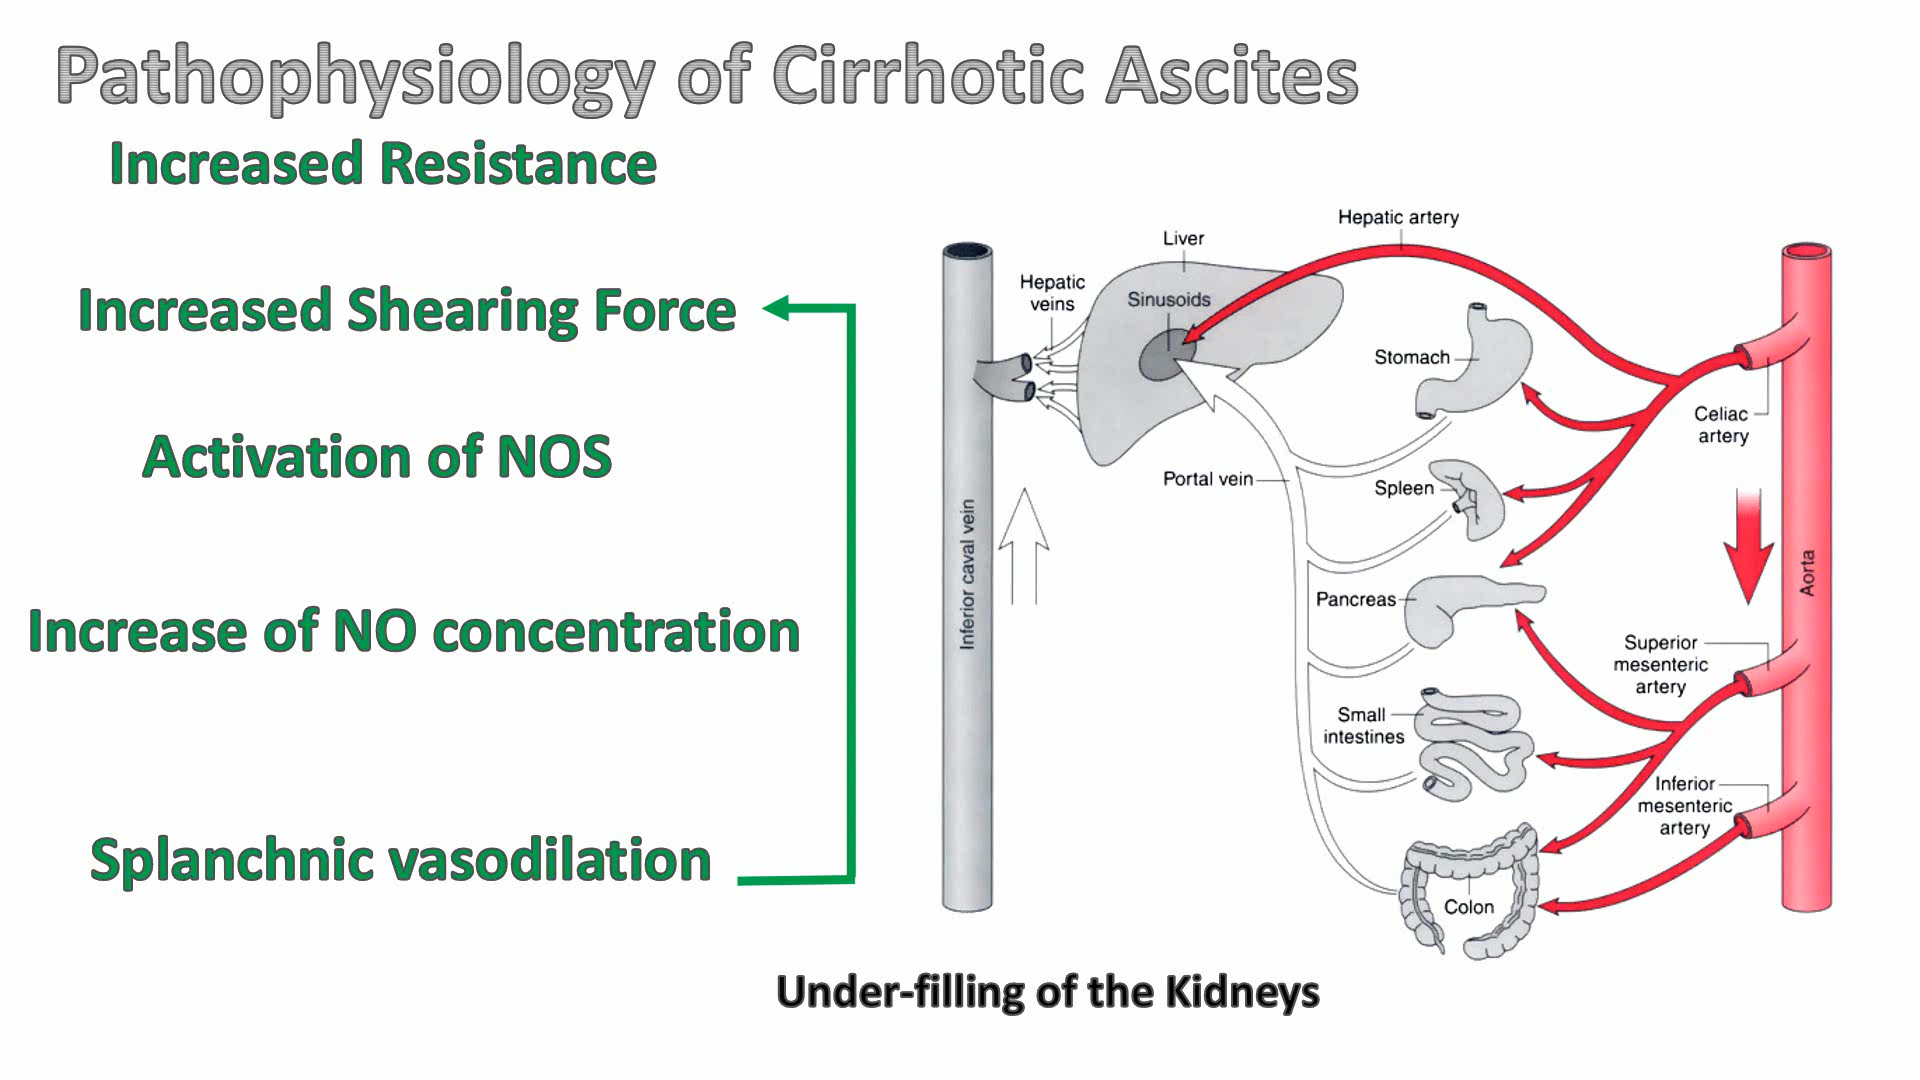 Pathophysiology of Cirrhotic Ascites
Increased Resistance
Increased Shearing Force
Activation of NOS
Increase of NO concentration
Splanchnic vasodilation
Hepatic artery
Liver
Hepatic
veins
Sinusoids
Stomach
Celiac
artery
Portal vein
Spleen
Inferior caval vein
Aorta
Pancreas
Superior
mesenteric
artery
Small
intestines
Inferior
mesenteric
artery
Colon
Under-filling of the Kidneys